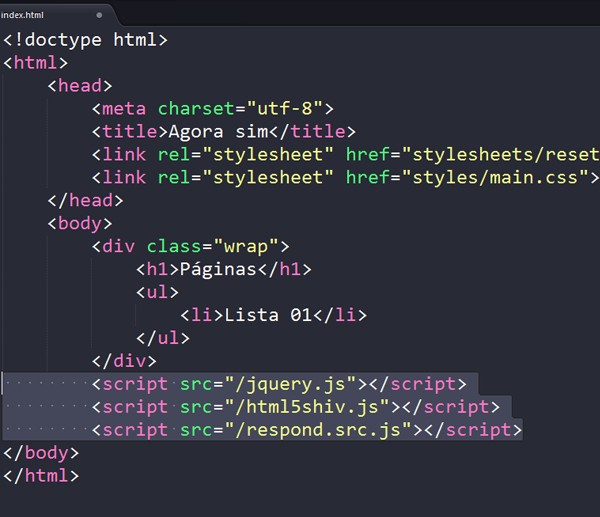 index.html
<!doctype html>
<html>
<head>
<meta charset="utf-8">
<title>Agora sim</title>
<link rel="stylesheet" href="stylesheets/reset
<link rel="stylesheet" href="styles/main.css">
</head>
<body>
<div class="wrap">
<h1>Páginas</h1>
<ul>
<li>Lista 01</li>
</ul>
</div>
<script src="/jquery.js"></script>
<script src="/html5shiv.js"></script>
<script src="/respond.src.js"></script>
</body>
</html>